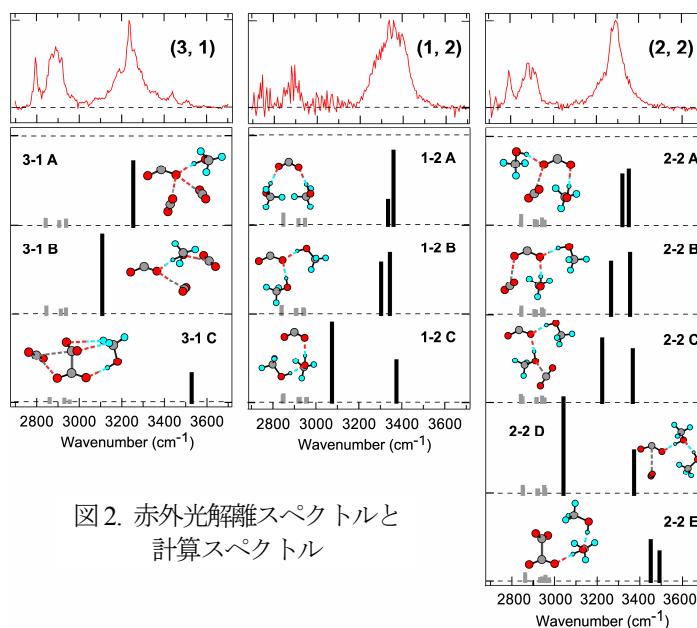 (3, 1)
(1, 2)
(2, 2)
3-1 A
3-1 B
3-1 C
2800 3000 3200 3400 3600
Wavenumber (cm-1)
1-2 A
1-2 B
1-2 C
2800 3000 3200 3400 3600
Wavenumber (cm-1)
2-2 A
2-2 B
2-2 C
2-2 D
2-2 E
2800 3000 3200 3400 3600
Wavenumber (cm-1)
図 2. 赤外光解離スペクトルと
計算スペクトル